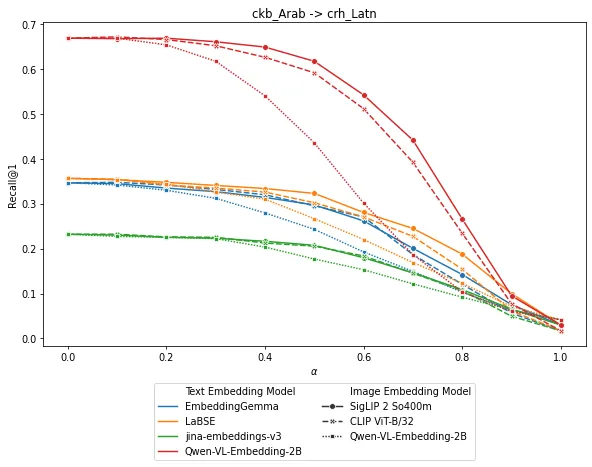 ckb_Arab -> crh_Latn
Recall@1
0.7
0.6
0.5
0.4
0.3
0.2
0.1
0.0
0.0 0.2 0.4 0.6 0.8 1.0
α
Text Embedding Model Image Embedding Model
EmbeddingGemma SigLIP 2 So400m
LaBSE CLIP ViT-B/32
jina-embeddings-v3 Qwen-VL-Embedding-2B
Qwen-VL-Embedding-2B